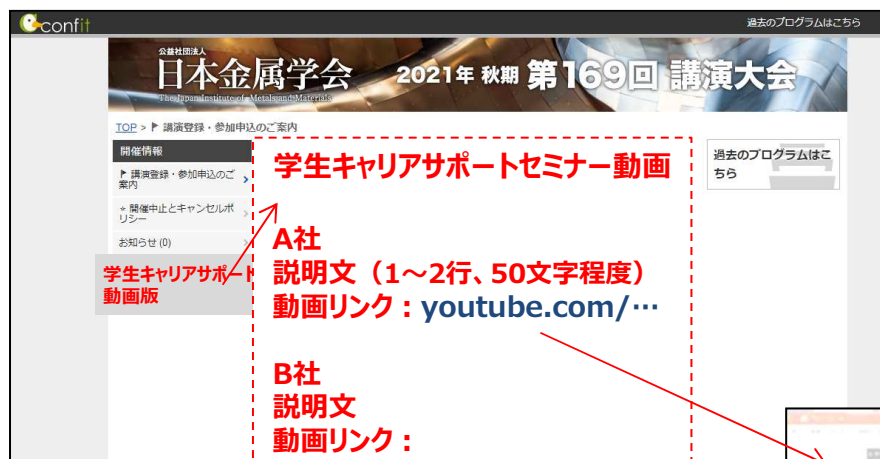 confit
過去のプログラムはこちら
公益社団法人
日本金属学会
The Japan Institute of Metals and Materials
2021年 秋期 第169回 講演大会
TOP > 講演登録・参加申込のご案内
開催情報
講演登録・参加申込のご
案内
* 開催中止とキャンセルポ
リシー
お知らせ (0)
学生キャリアサポート
動画版
学生キャリアサポートセミナー動画
A社
説明文（1～2行、50文字程度）
動画リンク：youtube.com/…
B社
説明文
動画リンク：
過去のプログラムはこ
ちら